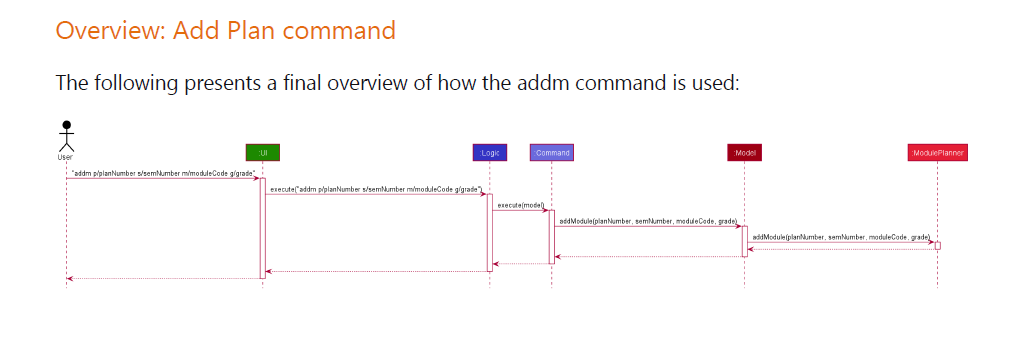 Overview: Add Plan command
The following presents a final overview of how the addm command is used:
User
:UI
:Logic
:Command
:Model
:ModulePlanner
"addm p/planNumber s/semNumber m/moduleCode g/grade"
execute("addm p/planNumber s/semNumber m/moduleCode g/grade")
execute(model)
addModule(planNumber, semNumber, moduleCode, grade)
addModule(planNumber, semNumber, moduleCode, grade)